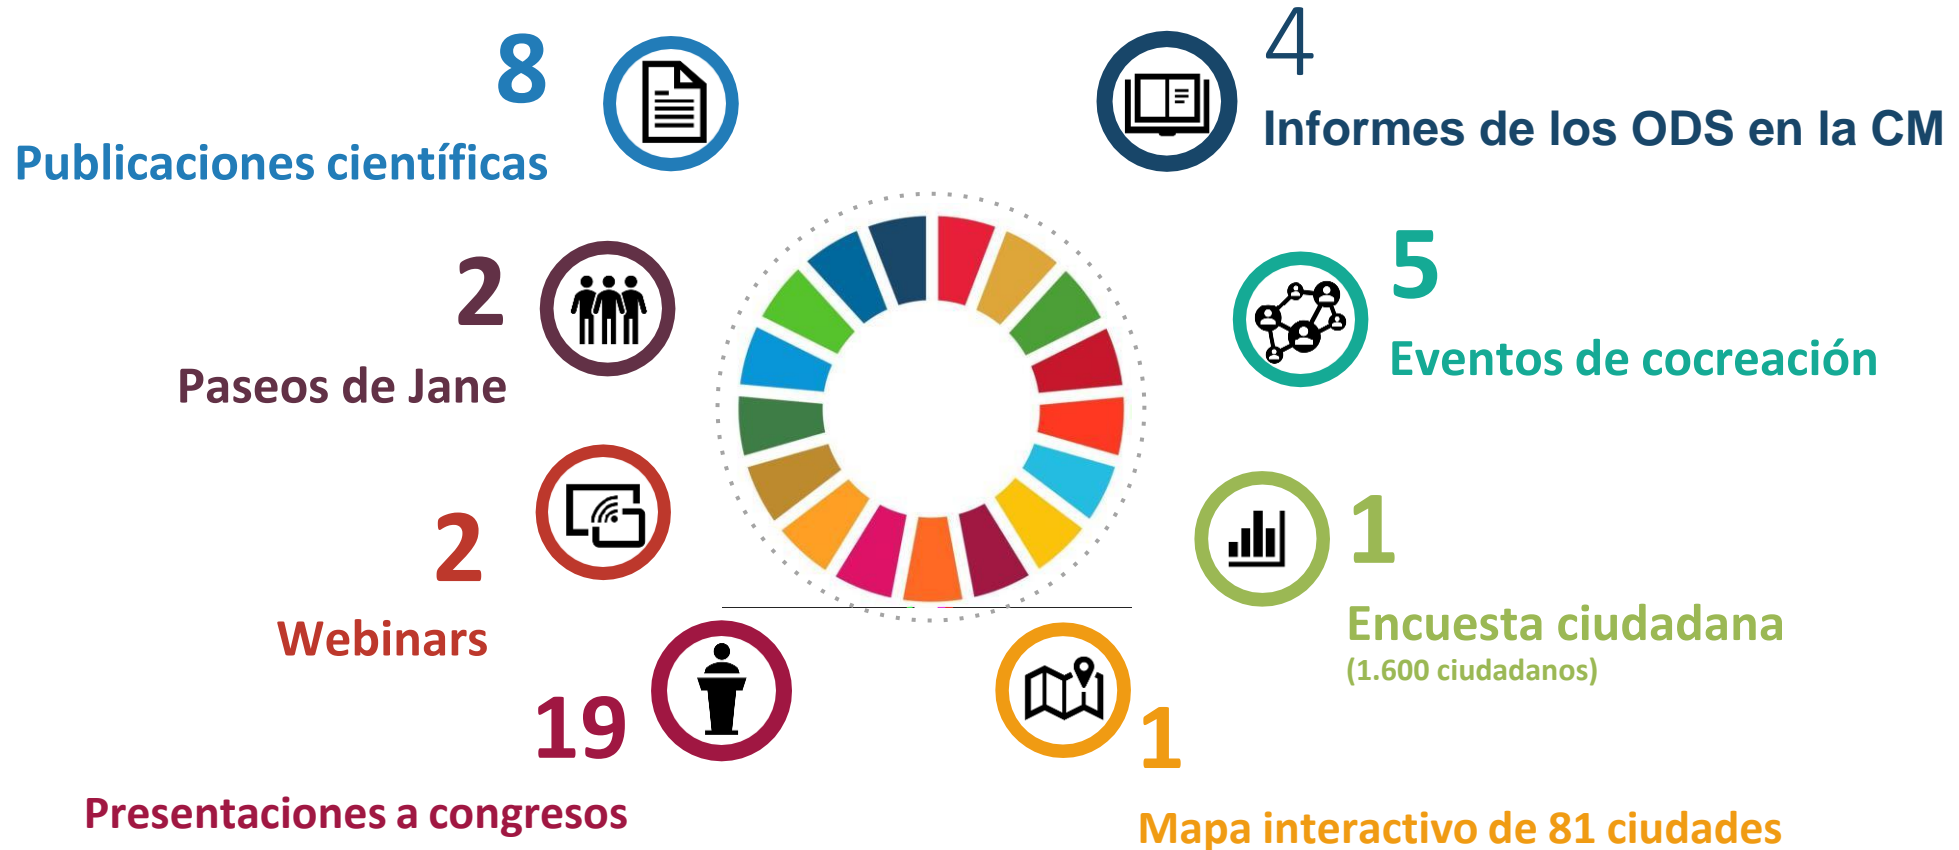 8
Publicaciones científicas
4
Informes de los ODS en la CM
2
Paseos de Jane
5
Eventos de cocreación
2
Webinars
1
Encuesta ciudadana
(1.600 ciudadanos)
19
Presentaciones a congresos
1
Mapa interactivo de 81 ciudades